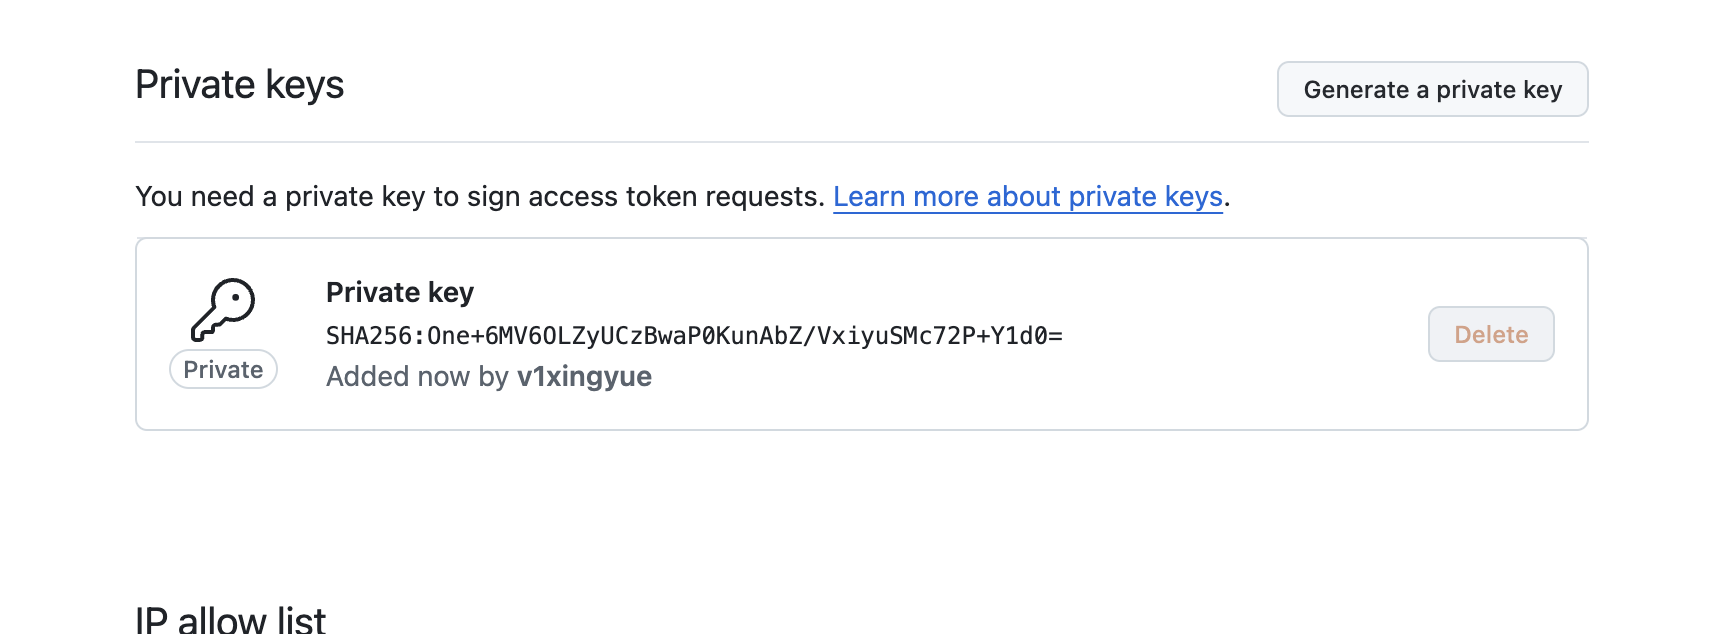 Private keys
Generate a private key
You need a private key to sign access token requests. Learn more about private keys.
Private key
SHA256:One+6MV6OLZyUCzBwaP0KunAbZ/VxiyuSMc72P+Y1d0=
Private
Added now by v1xingyue
Delete
IP allow list